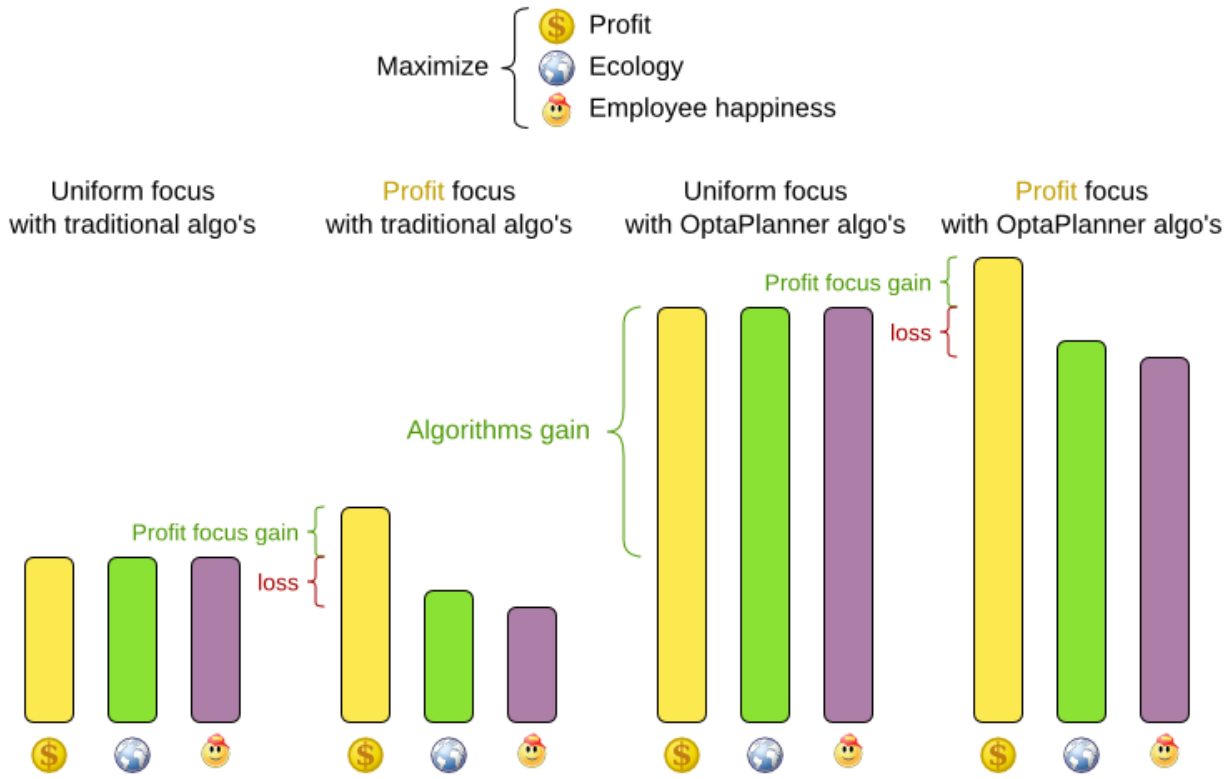 Maximize
Profit
Ecology
Employee happiness
Uniform focus
with traditional algo's
Profit focus
with traditional algo's
Uniform focus
with OptaPlanner algo's
Profit focus
with OptaPlanner algo's
Profit focus gain
loss
Algorithms gain
Profit focus gain
loss
$
$
$
$
$